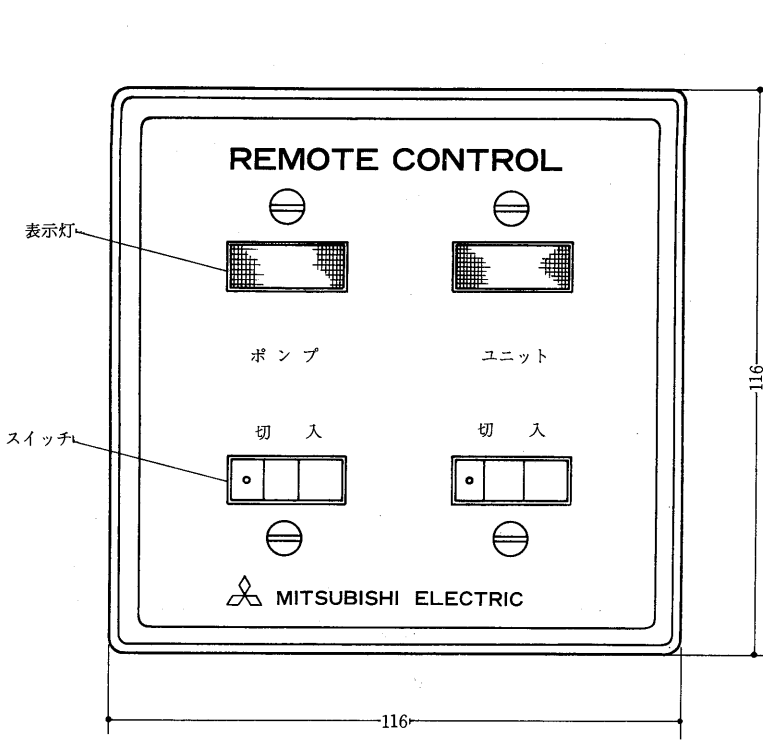 REMOTE CONTROL
表示灯
ポンプ
ユニット
116
切 入
切 入
スイッチ
MITSUBISHI ELECTRIC
116